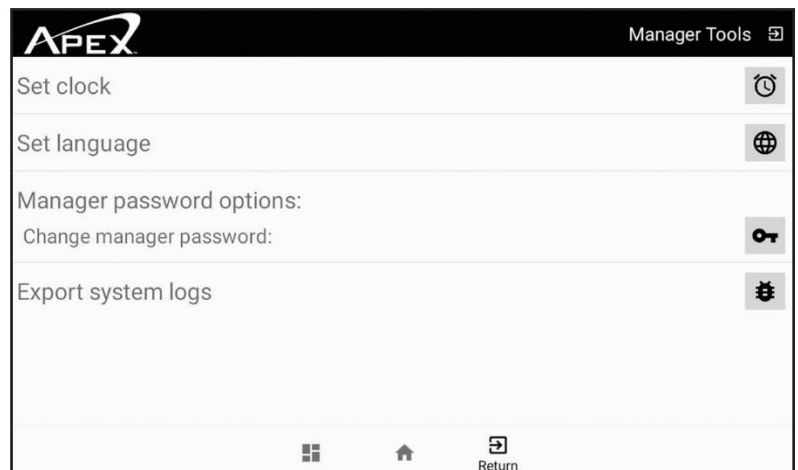 APEX
Manager Tools
Set clock
Set language
Manager password options:
Change manager password:
Export system logs
Return